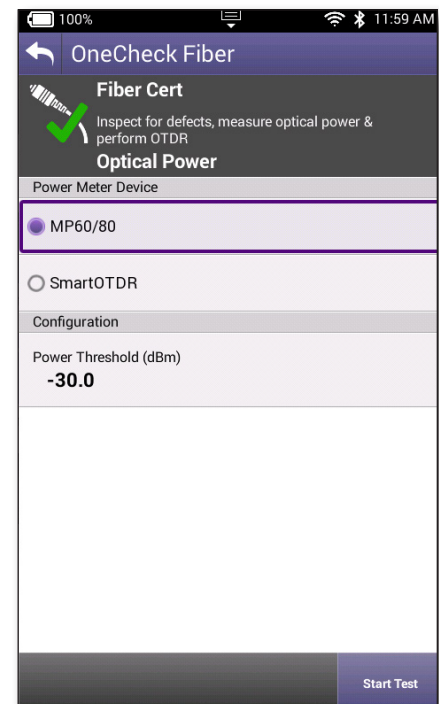 100%
11:59 AM
OneCheck Fiber
Fiber Cert
Inspect for defects, measure optical power &
perform OTDR
Optical Power
Power Meter Device
MP60/80
SmartOTDR
Configuration
Power Threshold (dBm)
-30.0
Start Test